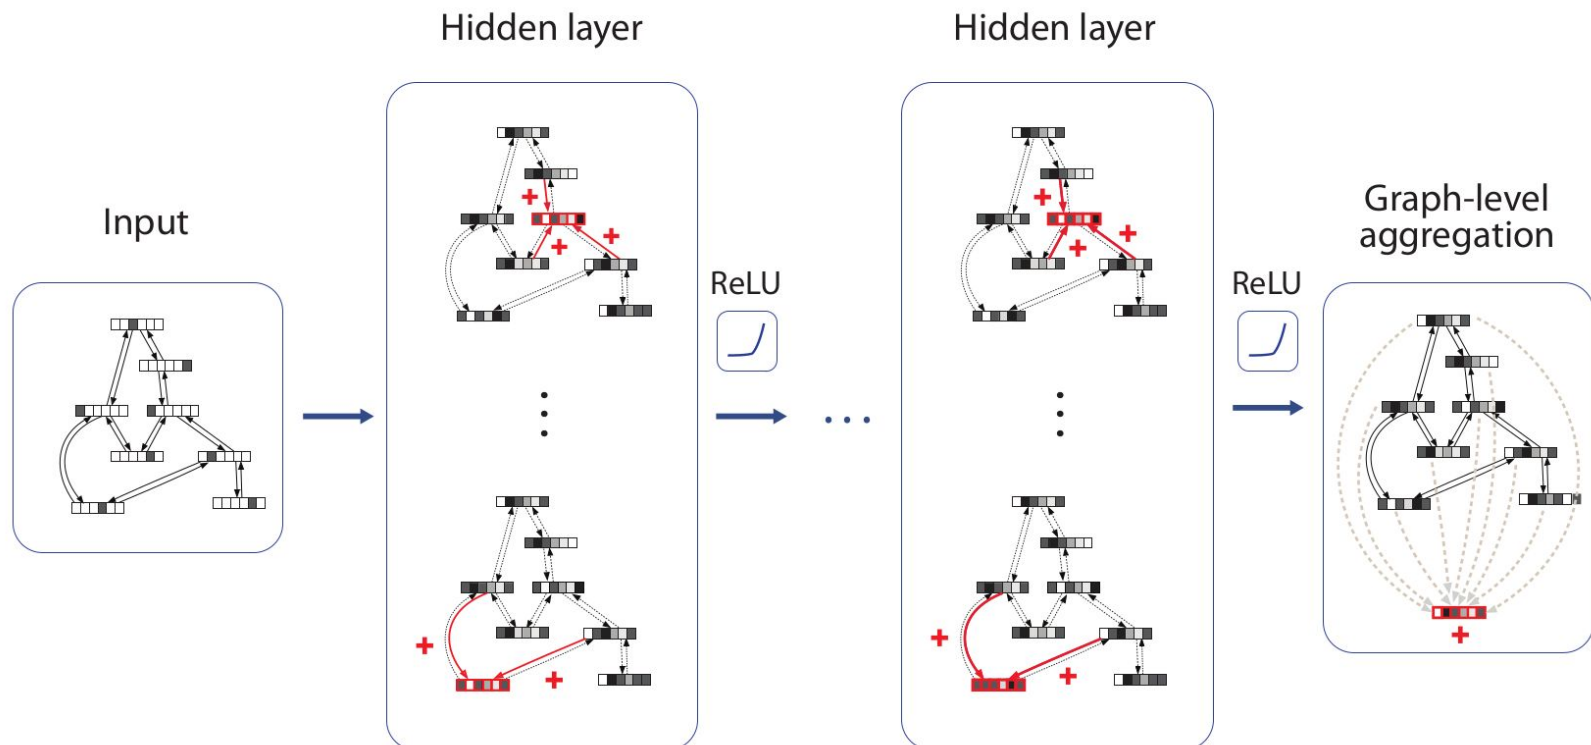 Hidden layer
Hidden layer
Input
Graph-level
aggregation
ReLU
ReLU
+
+
+
+
+
+
...
+
+
+
+
+